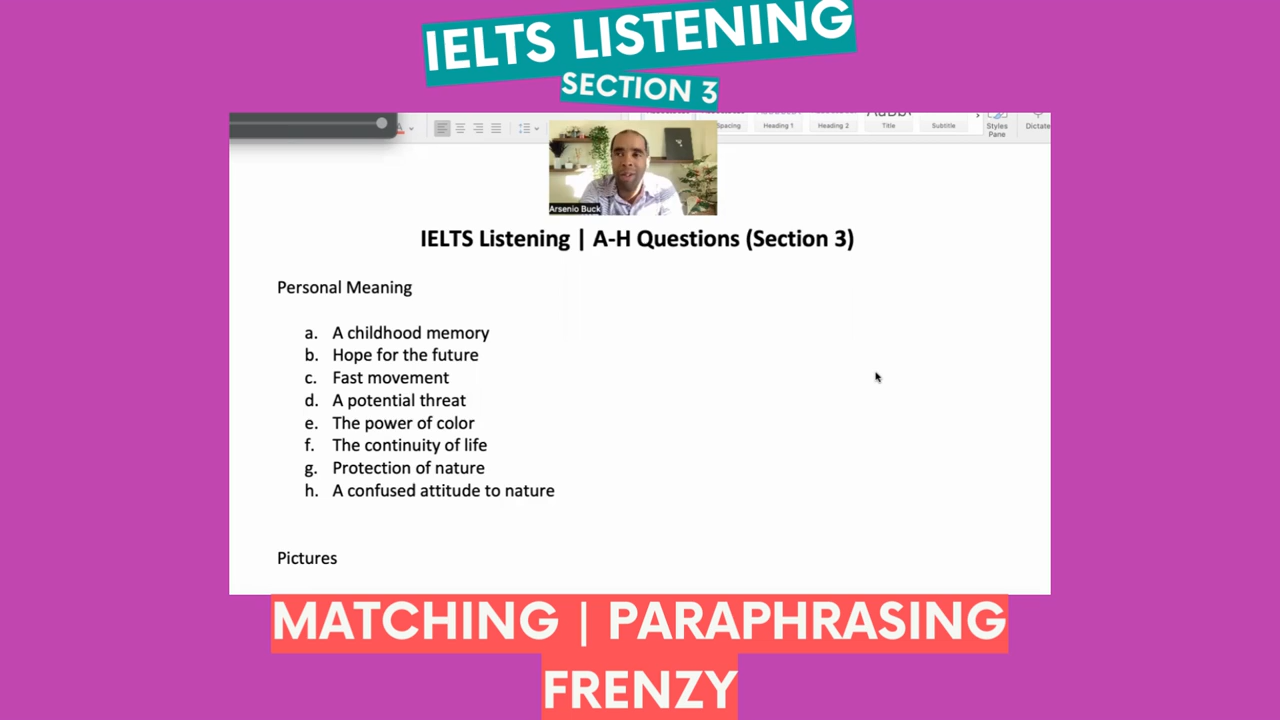 IELTS LISTENING
SECTION 3
Spacing
Heading 1
Heading 2
Title
Subtitle
Styles
Pane
Dictate
Arsenio Buck
IELTS Listening | A-H Questions (Section 3)
Personal Meaning
a. A childhood memory
b. Hope for the future
c. Fast movement
d. A potential threat
e. The power of color
f. The continuity of life
g. Protection of nature
h. A confused attitude to nature
Pictures
MATCHING | PARAPHRASING
FRENZY